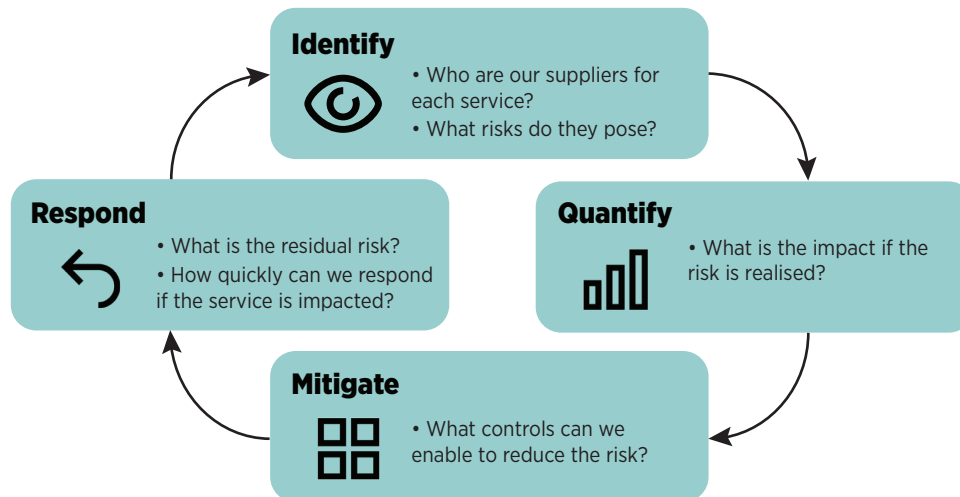 Identify
• Who are our suppliers for
each service?
• What risks do they pose?
Respond
• What is the residual risk?
• How quickly can we respond
if the service is impacted?
Quantify
• What is the impact if the
risk is realised?
Mitigate
• What controls can we
enable to reduce the risk?